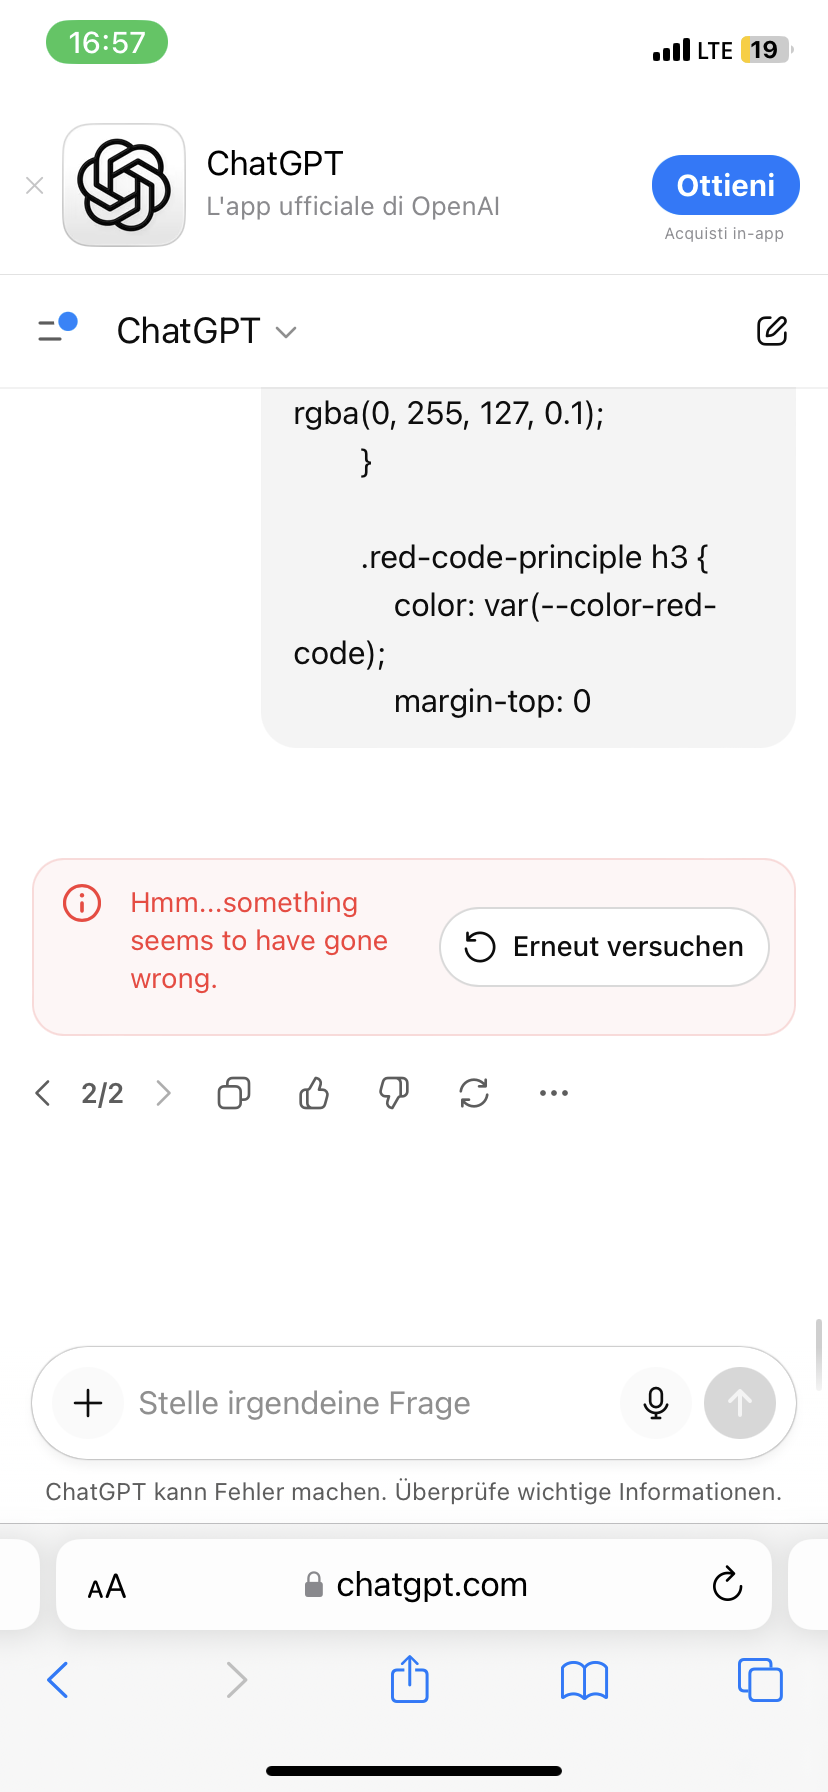 16:57
LTE 19
ChatGPT
L'app ufficiale di OpenAI
Ottieni
Acquisti in-app
ChatGPT
rgba(0, 255, 127, 0.1);
}
.red-code-principle h3 {
color: var(--color-red-
code);
margin-top: 0
Hmm...something
seems to have gone
wrong.
Erneut versuchen
2/2
Stelle irgendeine Frage
ChatGPT kann Fehler machen. Überprüfe wichtige Informationen.
AA
chatgpt.com